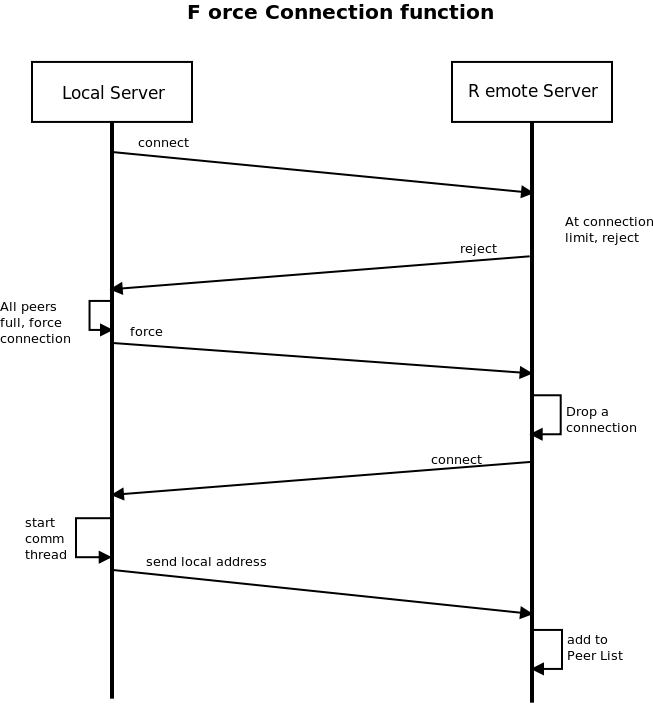 F orce Connection function
Local Server
R emote Server
connect
At connection
limit, reject
reject
All peers
full, force
connection
force
Drop a
connection
connect
start
comm
thread
send local address
add to
Peer List